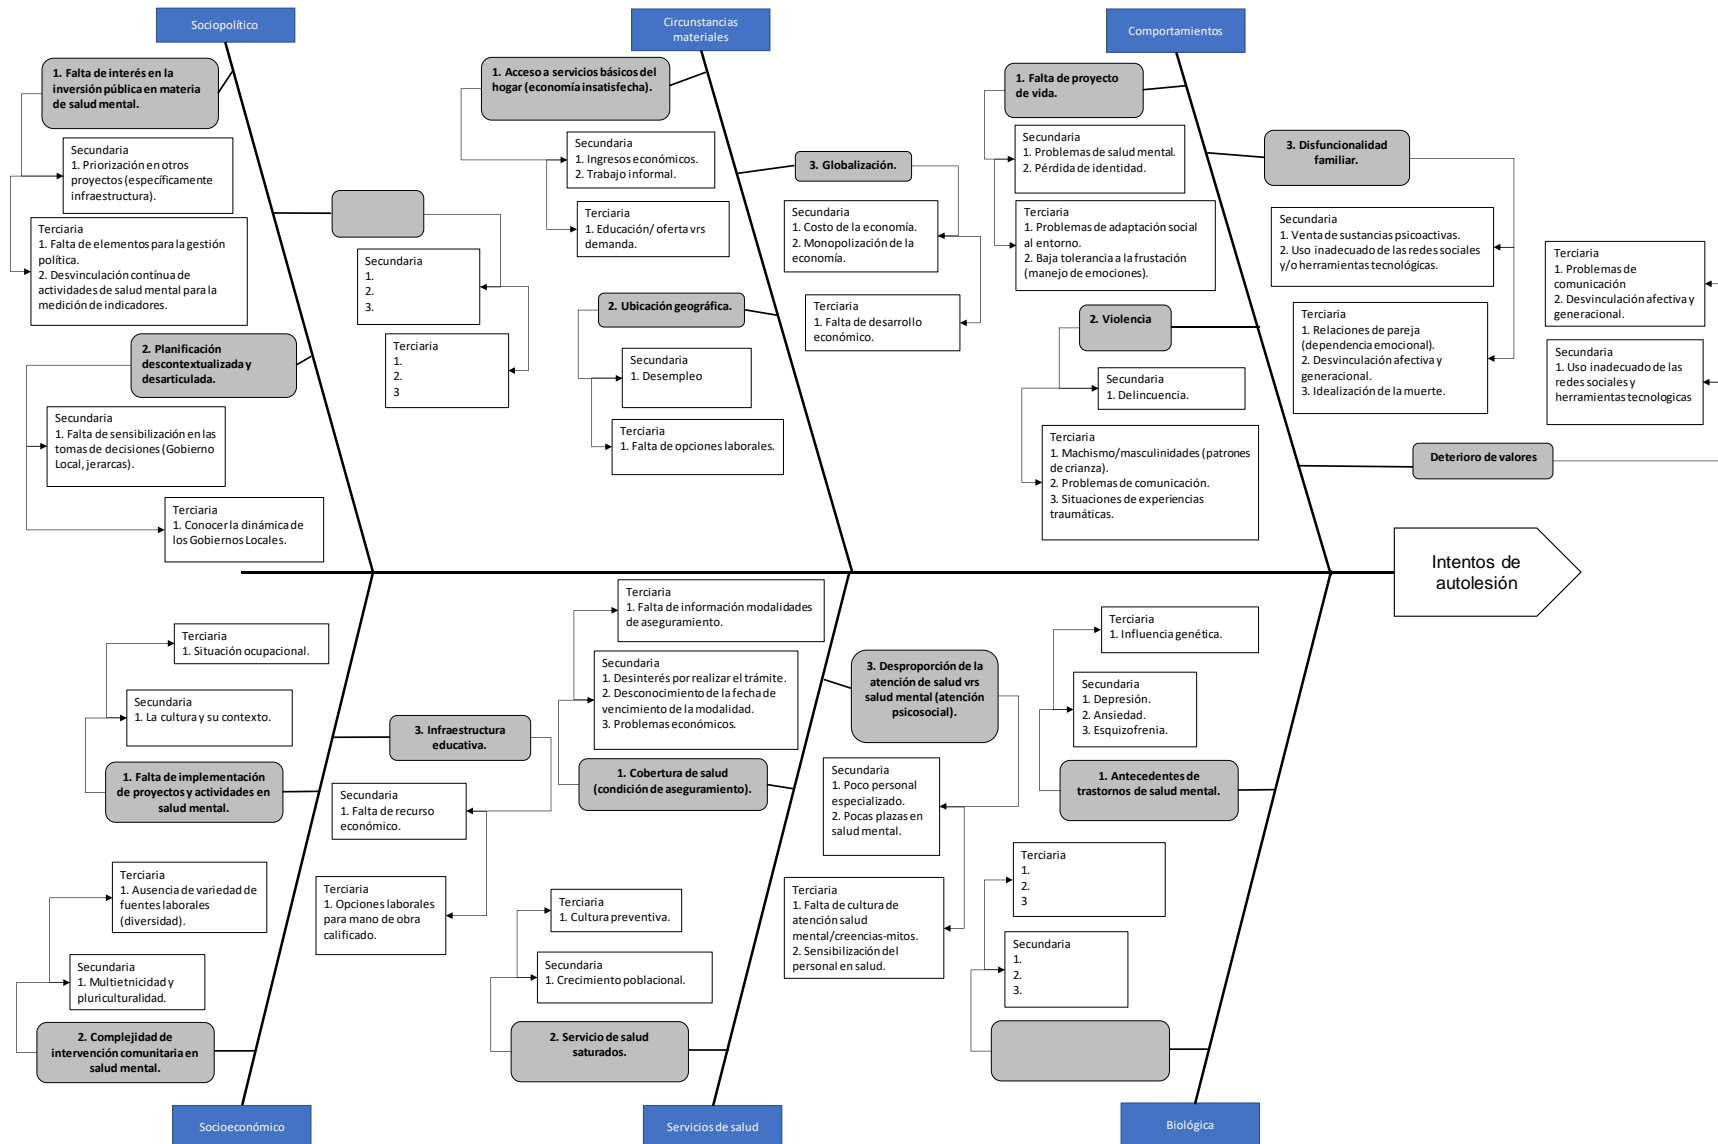 Sociopolítico
1. Falta de interés en la
inversión pública en materia
de salud mental.
Secundaria
1. Priorización en otros
proyectos (específicamente
infraestructura).
Terciaria
1. Falta de elementos para la gestión
política.
2. Desvinculación contínua de
actividades de salud mental para la
medición de indicadores.
Secundaria
1.
2.
3.
Terciaria
1.
2.
3
2. Planificación
descontextualizada y
desarticulada.
Secundaria
1. Falta de sensibilización en las
tomas de decisiones (Gobierno
Local, jerarcas).
Terciaria
1. Conocer la dinámica de
los Gobiernos Locales.
Circunstancias
materiales
1. Acceso a servicios básicos del
hogar (economía insatisfecha).
Secundaria
1. Ingresos económicos.
2. Trabajo informal.
Terciaria
1. Educación/ oferta vrs
demanda.
3. Globalización.
Secundaria
1. Costo de la economía.
2. Monopolización de la
economía.
Terciaria
1. Falta de desarrollo
económico.
2. Ubicación geográfica.
Secundaria
1. Desempleo
Terciaria
1. Falta de opciones laborales.
Comportamientos
1. Falta de proyecto
de vida.
Secundaria
1. Problemas de salud mental.
2. Pérdida de identidad.
Terciaria
1. Problemas de adaptación social
al entorno.
2. Baja tolerancia a la frustación
(manejo de emociones).
3. Disfuncionalidad
familiar.
Secundaria
1. Venta de sustancias psicoactivas.
2. Uso inadecuado de las redes sociales
y/o herramientas tecnológicas.
Terciaria
1. Relaciones de pareja
(dependencia emocional).
2. Desvinculación afectiva y
generacional.
3. Idealización de la muerte.
2. Violencia
Secundaria
1. Delincuencia.
Terciaria
1. Machismo/masculinidades (patrones
de crianza).
2. Problemas de comunicación.
3. Situaciones de experiencias
traumáticas.
Terciaria
1. Problemas de
comunicación
2. Desvinculación afectiva y
generacional.
Secundaria
1. Uso inadecuado de las
redes sociales y
herramientas tecnologicas
Deterioro de valores
Intentos de
autolesión
Terciaria
1. Situación ocupacional.
Secundaria
1. La cultura y su contexto.
1. Falta de implementación
de proyectos y actividades en
salud mental.
3. Infraestructura
educativa.
Secundaria
1. Falta de recurso
económico.
Terciaria
1. Opciones laborales
para mano de obra
calificado.
Terciaria
1. Ausencia de variedad de
fuentes laborales
(diversidad).
Secundaria
1. Multietnicidad y
pluriculturalidad.
2. Complejidad de
intervención comunitaria en
salud mental.
Socioeconómico
Terciaria
1. Falta de información modalidades
de aseguramiento.
Secundaria
1. Desinterés por realizar el trámite.
2. Desconocimiento de la fecha de
vencimiento de la modalidad.
3. Problemas económicos.
1. Cobertura de salud
(condición de aseguramiento).
3. Desproporción de la
atención de salud vrs
salud mental (atención
psicosocial).
Secundaria
1. Poco personal
especializado.
2. Pocas plazas en
salud mental.
Terciaria
1. Falta de cultura de
atención salud
mental/creencias-mitos.
2. Sensibilización del
personal en salud.
Terciaria
1. Cultura preventiva.
Secundaria
1. Crecimiento poblacional.
2. Servicio de salud
saturados.
Servicios de salud
Terciaria
1. Influencia genética.
Secundaria
1. Depresión.
2. Ansiedad.
3. Esquizofrenia.
1. Antecedentes de
trastornos de salud mental.
Terciaria
1.
2.
3
Secundaria
1.
2.
3.
Biológica